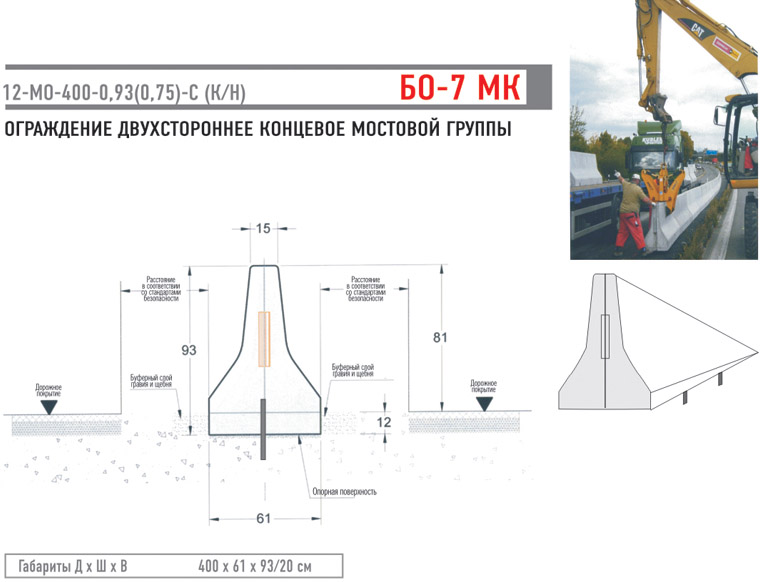 12-МО-400-0,93(0,75)-С (К/Н)
БО-7 МК
ОГРАЖДЕНИЕ ДВУХСТОРОННЕЕ КОНЦЕВОЕ МОСТОВОЙ ГРУППЫ
CAT
15
Расстояние
в соответствии
со стандартами
безопасности
Расстояние
в соответствии
со стандартами
безопасности
93
81
Буферный слой
гравия и щебня
Буферный слой
гравия и щебня
Дорожное
покрытие
Дорожное
покрытие
12
Опорная поверхность
61
Габариты Д х Ш х В 400 х 61 х 93/20 см